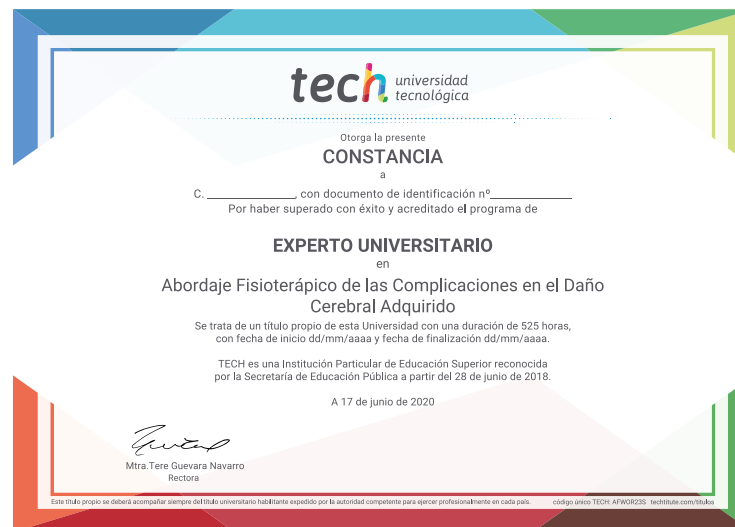 tech universidad
tecnológica
Otorga la presente
CONSTANCIA
a
C. ________________, con documento de identificación nº______________
Por haber superado con éxito y acreditado el programa de
EXPERTO UNIVERSITARIO
en
Abordaje Fisioterápico de las Complicaciones en el Daño
Cerebral Adquirido
Se trata de un título propio de esta Universidad con una duración de 525 horas,
con fecha de inicio dd/mm/aaaa y fecha de finalización dd/mm/aaaa.
TECH es una Institución Particular de Educación Superior reconocida
por la Secretaría de Educación Pública a partir del 28 de junio de 2018.
A 17 de junio de 2020
Mtra.Tere Guevara Navarro
Rectora
Este título propio se deberá acompañar siempre del título universitario habilitante expedido por la autoridad competente para ejercer profesionalmente en cada país. código único TECH: AFWOR23S techtitute.com/titulos